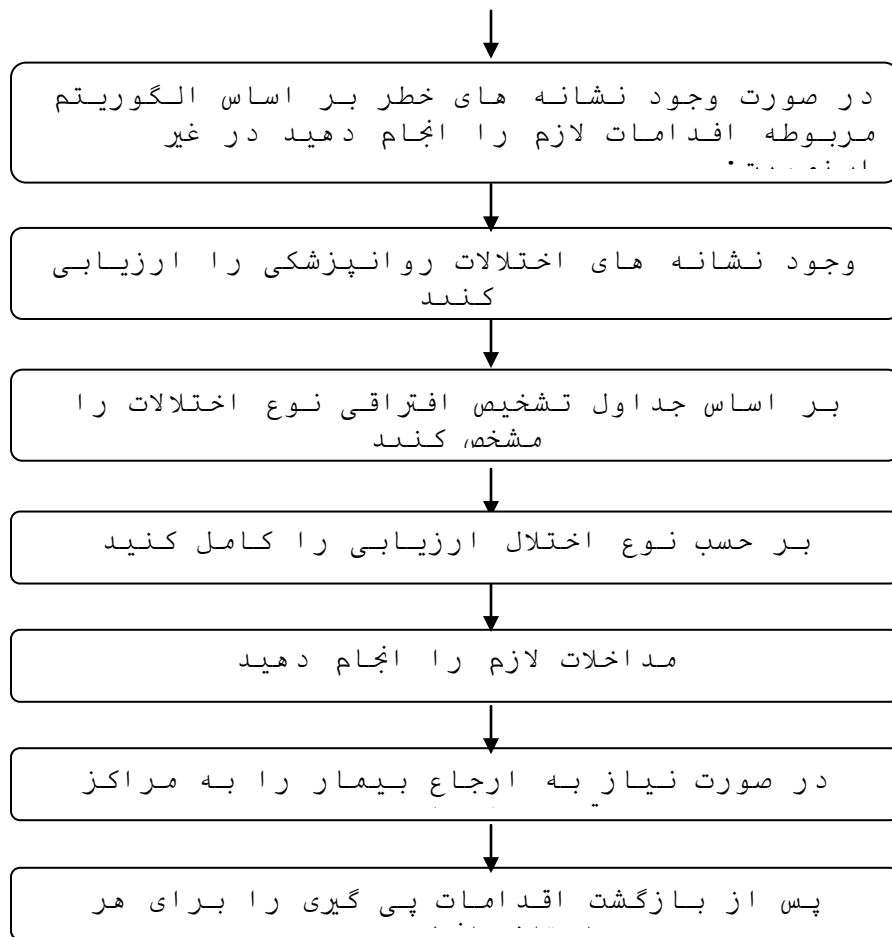 در صورت وجود نشانه های خطر بر اساس الگوریتم
مربوطه اقدامات لازم را انجام دهید در غیر
اینصورت:
وجود نشانه های اختلالات روانپزشکی را ارزیابی
کنید
بر اساس جداول تشخیص افتراقی نوع اختلالات را
مشخص کنید
بر حسب نوع اختلال ارزیابی را کامل کنید
مداخلات لازم را انجام دهید
در صورت نیاز به ارجاع بیمار را به مراکز
پس از بازگشت اقدامات پی گیری را برای هر